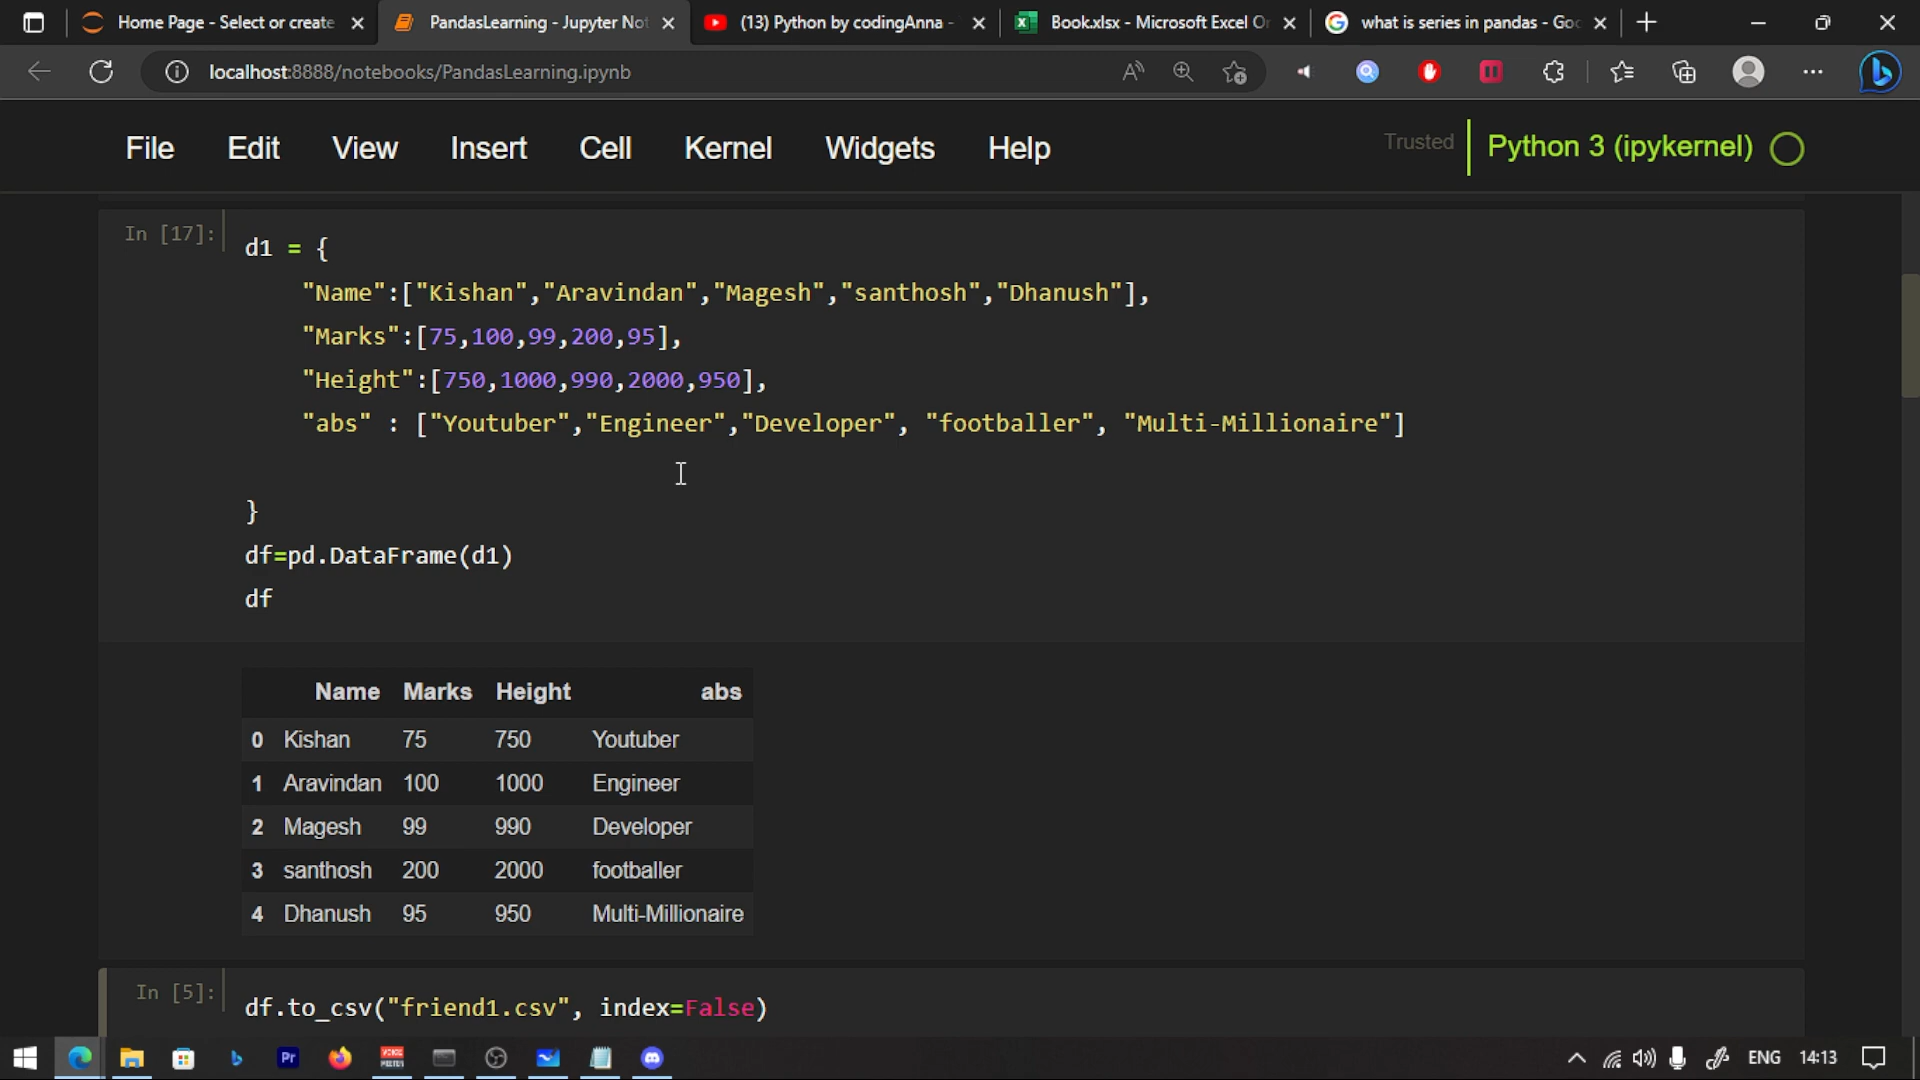 Home Page - Select or create
PandasLearning - Jupyter Not
(13) Python by codingAnna -
Book.xlsx - Microsoft Excel Or
what is series in pandas - Goo
localhost:8888/notebooks/PandasLearning.ipynb
File Edit View Insert Cell Kernel Widgets Help
Trusted
Python 3 (ipykernel)
In [17]:
d1 = {
"Name":["Kishan","Aravindan","Magesh","santhosh","Dhanush"],
"Marks":[75,100,99,200,95],
"Height":[750,1000,990,2000,950],
"abs" : ["Youtuber","Engineer","Developer", "footballer", "Multi-Millionaire"]
}
df=pd.DataFrame(d1)
df
Name Marks Height abs
0 Kishan 75 750 Youtuber
1 Aravindan 100 1000 Engineer
2 Magesh 99 990 Developer
3 santhosh 200 2000 footballer
4 Dhanush 95 950 Multi-Millionaire
In [5]:
df.to_csv("friend1.csv", index=False)
Pr
ENG
14:13